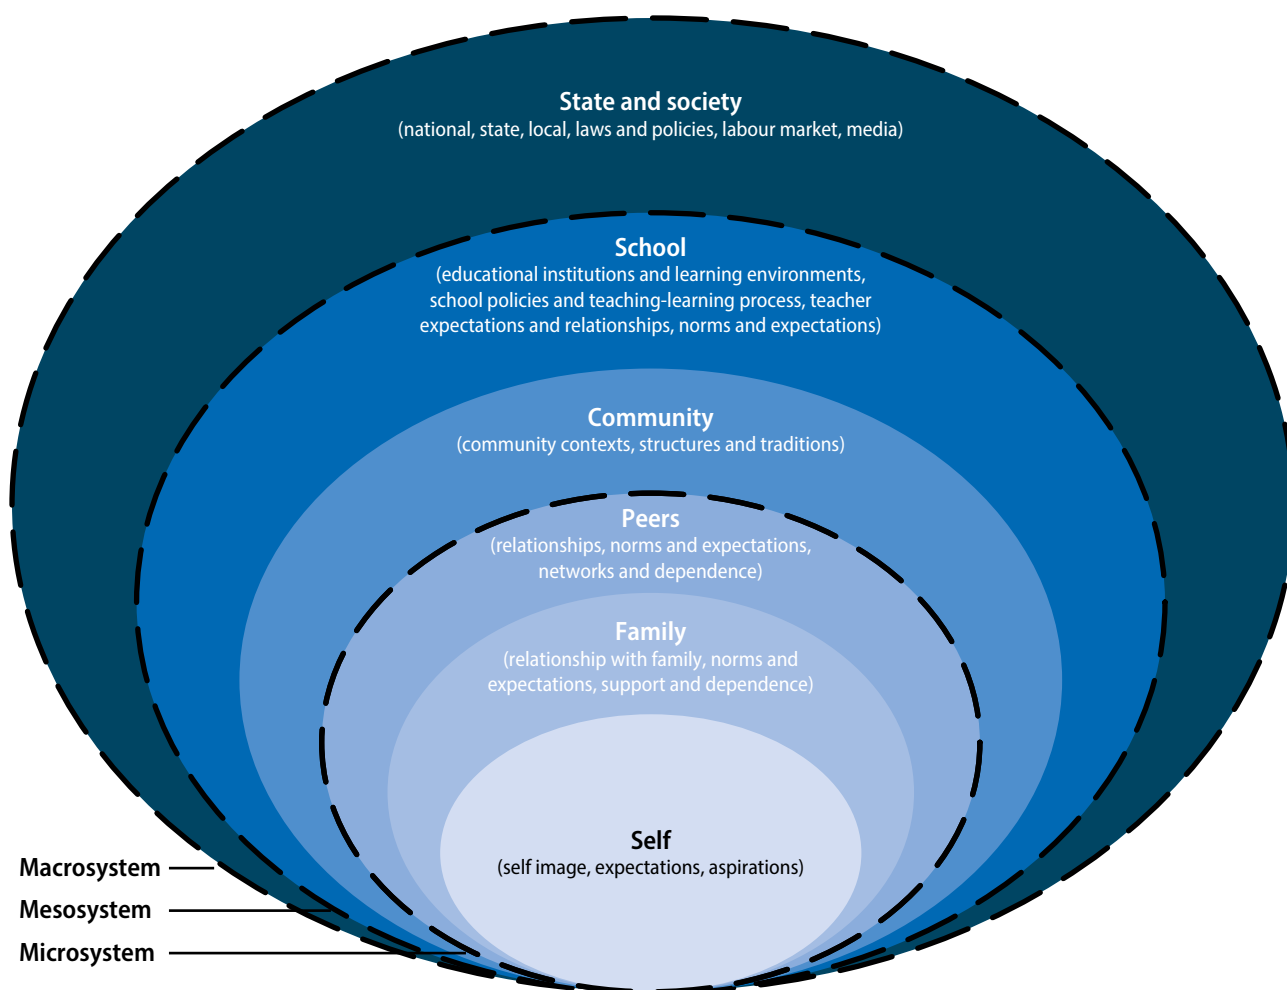 State and society
(national, state, local, laws and policies, labour market, media)
School
(educational institutions and learning environments,
school policies and teaching-learning process, teacher
expectations and relationships, norms and expectations)
Community
(community contexts, structures and traditions)
Peers
(relationships, norms and expectations,
networks and dependence)
Family
(relationship with family, norms and
expectations, support and dependence)
Self
(self image, expectations, aspirations)
Macrosystem
Mesosystem
Microsystem